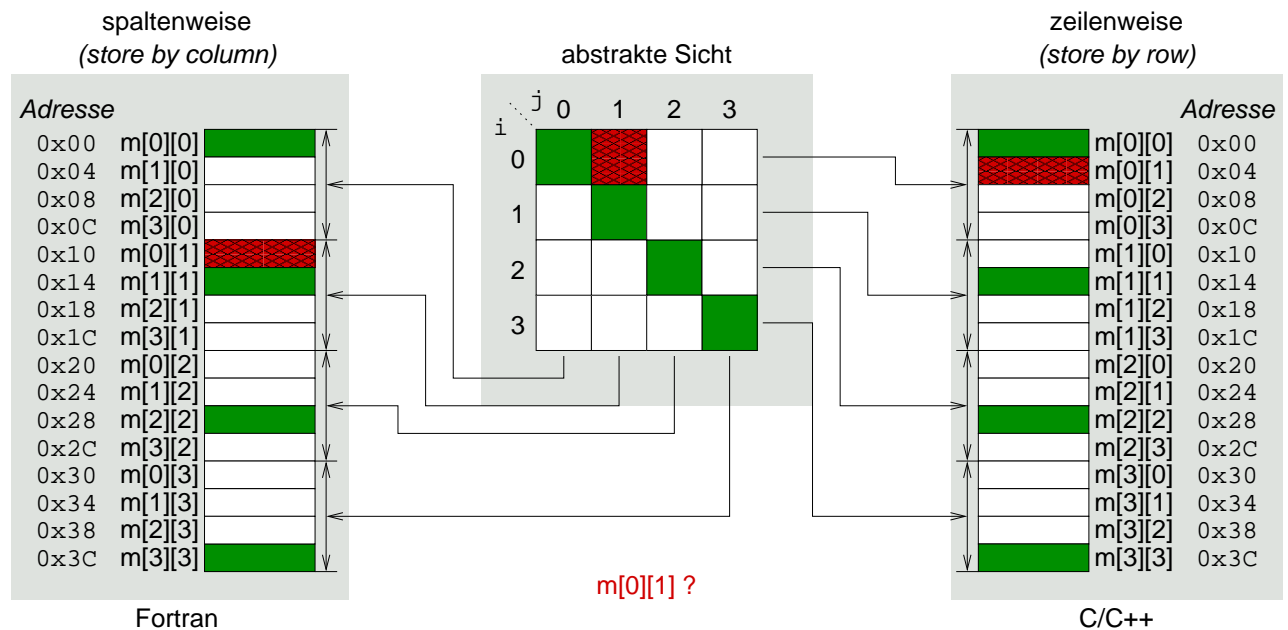 spaltenweise
(store by column)
Adresse
0x00 m[0][0]
0x04 m[1][0]
0x08 m[2][0]
0x0C m[3][0]
0x10 m[0][1]
0x14 m[1][1]
0x18 m[2][1]
0x1C m[3][1]
0x20 m[0][2]
0x24 m[1][2]
0x28 m[2][2]
0x2C m[3][2]
0x30 m[0][3]
0x34 m[1][3]
0x38 m[2][3]
0x3C m[3][3]
Fortran
abstrakte Sicht
j 0 1 2 3
i
0
1
2
3
m[0][1] ?
zeilenweise
(store by row)
Adresse
m[0][0] 0x00
m[0][1] 0x04
m[0][2] 0x08
m[0][3] 0x0C
m[1][0] 0x10
m[1][1] 0x14
m[1][2] 0x18
m[1][3] 0x1C
m[2][0] 0x20
m[2][1] 0x24
m[2][2] 0x28
m[2][3] 0x2C
m[3][0] 0x30
m[3][1] 0x34
m[3][2] 0x38
m[3][3] 0x3C
C/C++